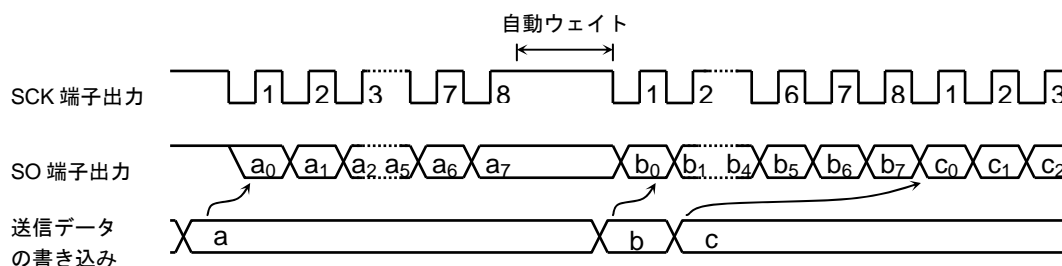 自動ウェイト
SCK 端子出力 1 2 3 7 8 1 2 6 7 8 1 2 3
SO 端子出力 a0 a1 a2 a5 a6 a7 b0 b1 b4 b5 b6 b7 c0 c1 c2
送信データ
の書き込み a b c